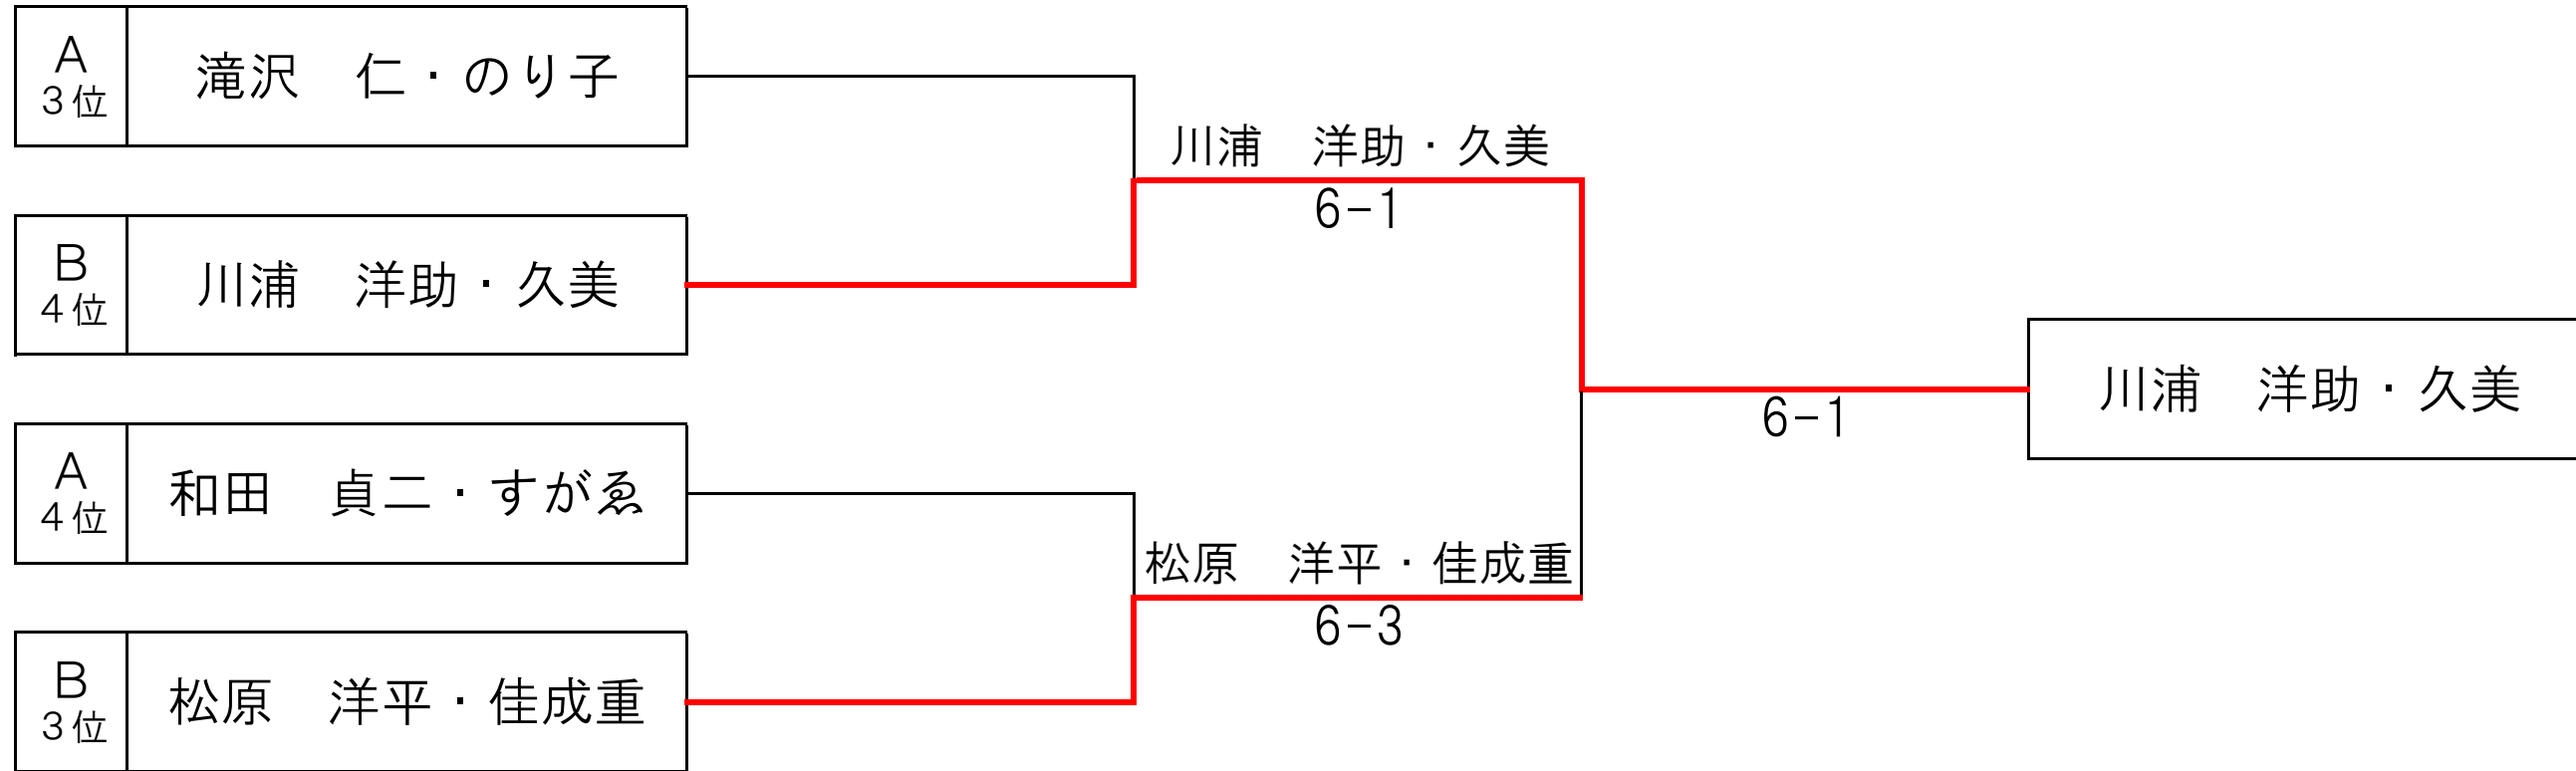 A
3位
滝沢　仁・のり子
川浦　洋助・久美
6-1
B
4位
川浦　洋助・久美
川浦　洋助・久美
6-1
A
4位
和田　貞二・すがゑ
松原　洋平・佳成重
6-3
B
3位
松原　洋平・佳成重